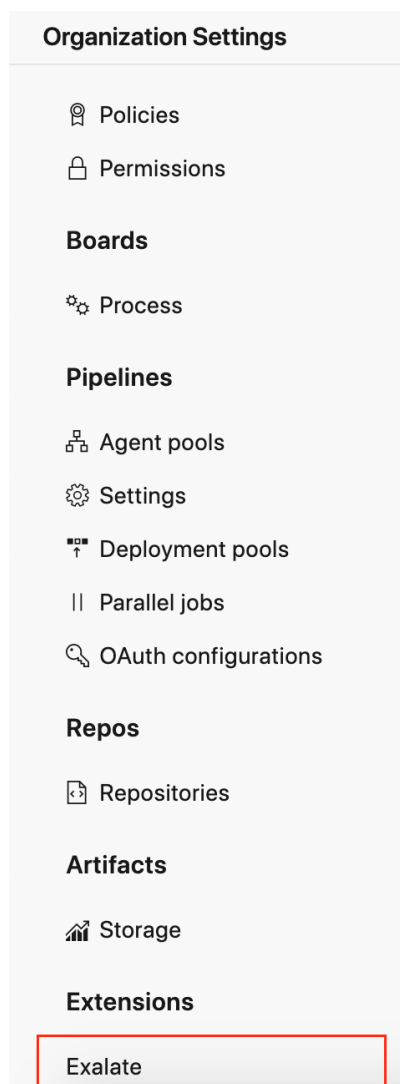 Organization Settings
Policies
Permissions
Boards
Process
Pipelines
Agent pools
Settings
Deployment pools
Parallel jobs
OAuth configurations
Repos
Repositories
Artifacts
Storage
Extensions
Exalate